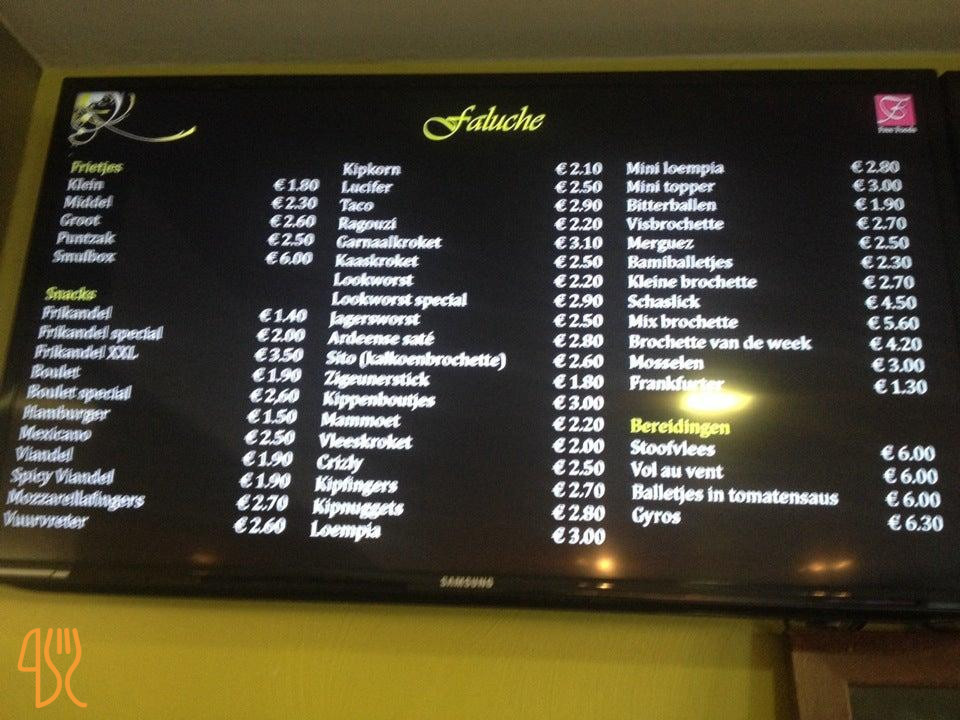 Faluche
Free Foods
Frietjes
Klein € 1.80
Middel € 2.30
Groot € 2.60
Puntzak € 2.50
Smulbox € 6.00
Snacks
Frikandel € 1.40
Frikandel special € 2.00
Frikandel XXL € 3.50
Boulet € 1.90
Boulet special € 2,60
Hamburger € 1.50
Mexicano € 2.50
Viandel € 1.90
Spicy Viandel € 1.90
Mozzarellafingers € 2.70
Vuurvreter € 2.60
Kipkorn € 2.10
Lucifer € 2.50
Taco € 2.90
Ragouzi € 2.20
Garnaalkroket € 3.10
Kaaskroket € 2.50
Lookworst € 2.20
Lookworst special € 2.90
Jagersworst € 2.50
Ardeense saté € 2.80
Sito (kalkoenbrochette) € 2.60
Zigeunerstick € 1.80
Kippenboutjes € 3.00
Mammoet € 2.20
Vleeskroket € 2.00
Crizly € 2.50
Kipfingers € 2.70
Kipnuggets € 2.80
Loempia € 3.00
Mini loempia € 2.80
Mini topper € 3.00
Bitterballen € 1.90
Visbrochette € 2.70
Merguez € 2.50
Bamiballetjes € 2.30
Kleine brochette € 2.70
Schaslick € 4.50
Mix brochette € 5.60
Brochette van de week € 4.20
Mosselen € 3.00
Frankfurter € 1.30
Bereidingen
Stoofvlees € 6.00
Vol au vent € 6.00
Balletjes in tomatensaus € 6.00
Gyros € 6.30
SAMSUNG